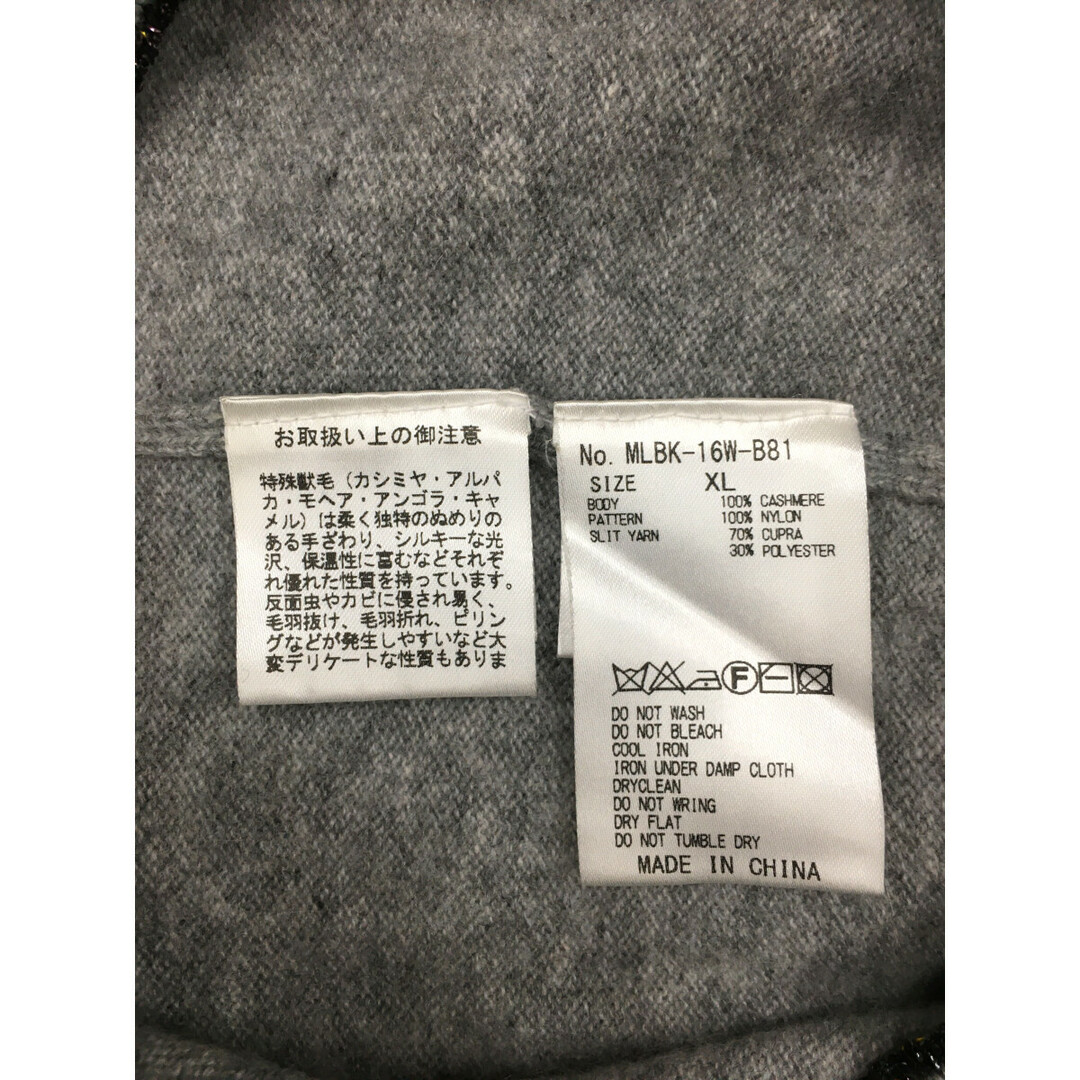 お取扱い上の御注意
特殊獣毛（カシミヤ・アルパ
カ・モヘア・アンゴラ・キャ
メル）は柔く独特のぬめりの
ある手ざわり、シルキーな光
沢、保温性に富むなどそれぞ
れ優れた性質を持っています。
反面虫やカビに侵され易く、
毛羽抜け、毛羽折れ、ピリン
グなどが発生しやすいなど大
変デリケートな性質もありま
No. MLBK-16W-B81
SIZE XL
BODY 100% CASHMERE
PATTERN 100% NYLON
SLIT YARN 70% CUPRA
30% POLYESTER
F
DO NOT WASH
DO NOT BLEACH
COOL IRON
IRON UNDER DAMP CLOTH
DRYCLEAN
DO NOT WRING
DRY FLAT
DO NOT TUMBLE DRY
MADE IN CHINA